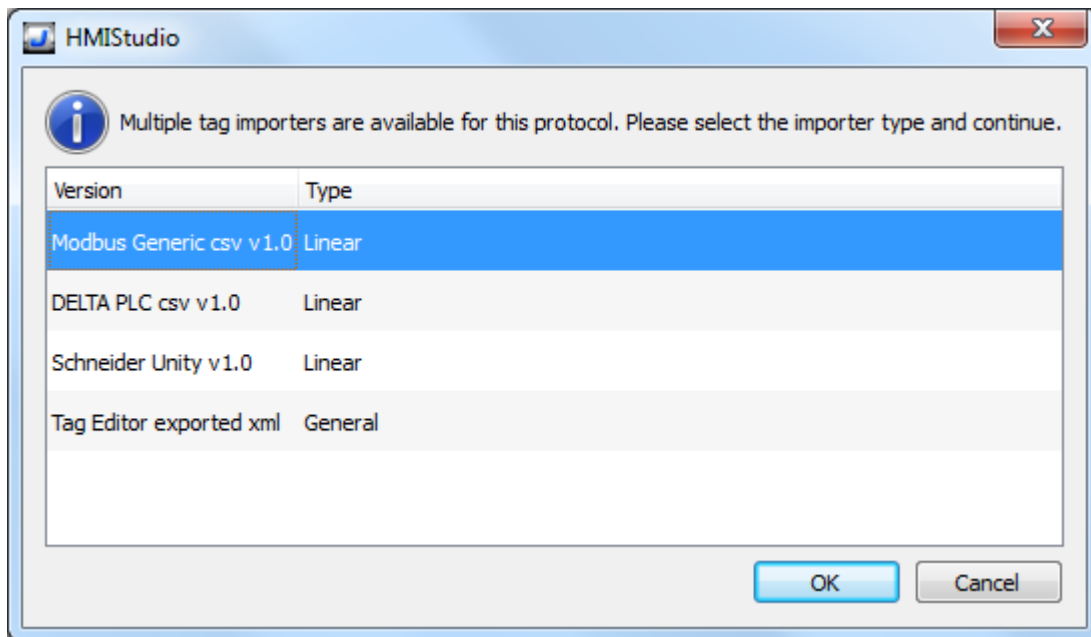 HMIStudio
Multiple tag importers are available for this protocol. Please select the importer type and continue.
Version Type
Modbus Generic csv v1.0 Linear
DELTA PLC csv v1.0 Linear
Schneider Unity v1.0 Linear
Tag Editor exported xml General
OK Cancel